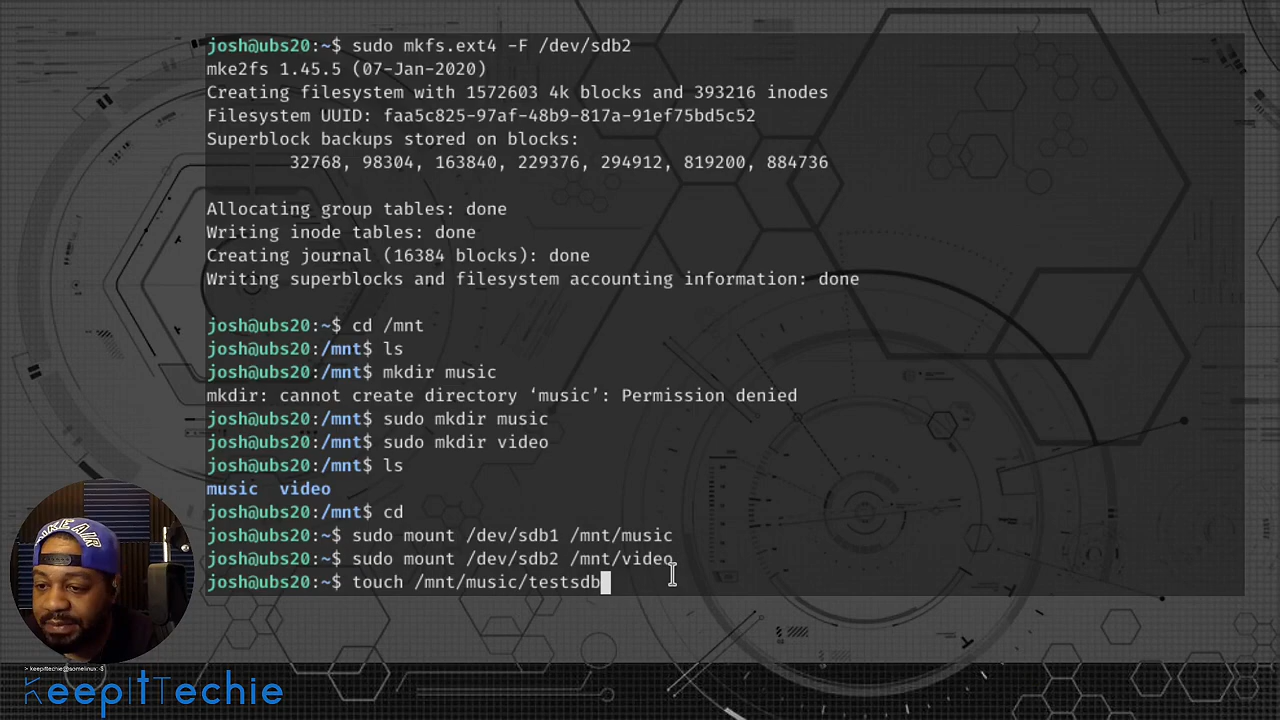 josh@ubs20:~$ sudo mkfs.ext4 -F /dev/sdb2
mke2fs 1.45.5 (07-Jan-2020)
Creating filesystem with 1572603 4k blocks and 393216 inodes
Filesystem UUID: faa5c825-97af-48b9-817a-91ef75bd5c52
Superblock backups stored on blocks:
32768, 98304, 163840, 229376, 294912, 819200, 884736
Allocating group tables: done
Writing inode tables: done
Creating journal (16384 blocks): done
Writing superblocks and filesystem accounting information: done
josh@ubs20:~$ cd /mnt
josh@ubs20:/mnt$ ls
josh@ubs20:/mnt$ mkdir music
mkdir: cannot create directory ‘music’: Permission denied
josh@ubs20:/mnt$ sudo mkdir music
josh@ubs20:/mnt$ sudo mkdir video
josh@ubs20:/mnt$ ls
music  video
josh@ubs20:/mnt$ cd
josh@ubs20:~$ sudo mount /dev/sdb1 /mnt/music
josh@ubs20:~$ sudo mount /dev/sdb2 /mnt/video
josh@ubs20:~$ touch /mnt/music/testsdb
NIKE AIR
> keepittechie@somelinux:-$
KeepItTechie